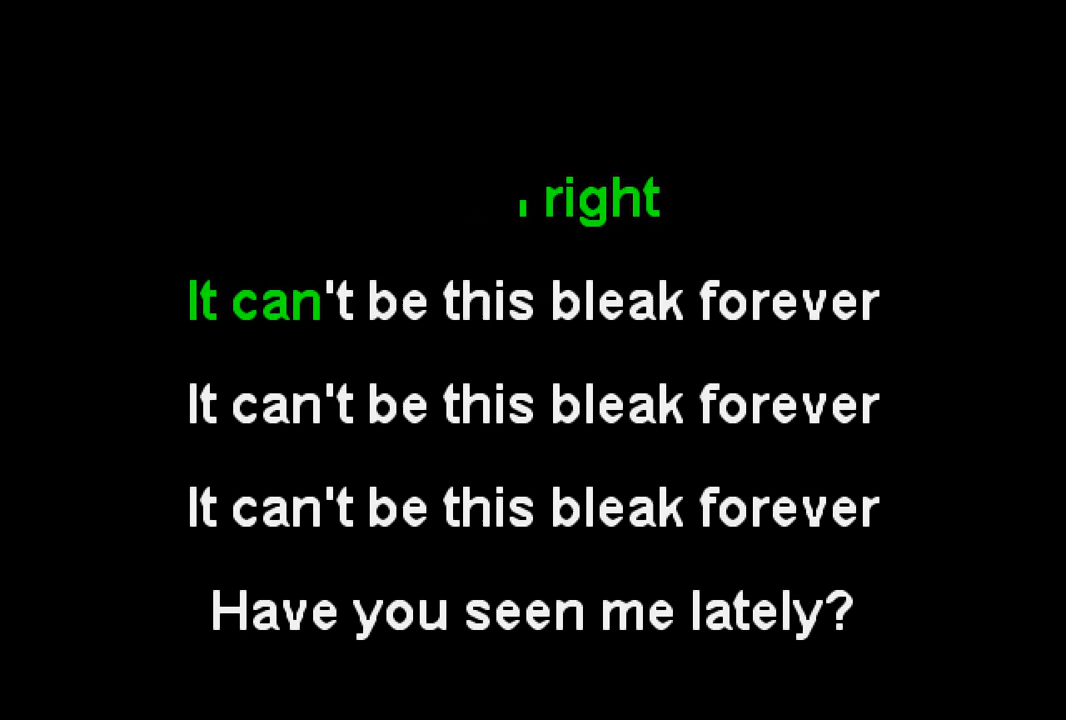 right
It can't be this bleak forever
It can't be this bleak forever
It can't be this bleak forever
Have you seen me lately?